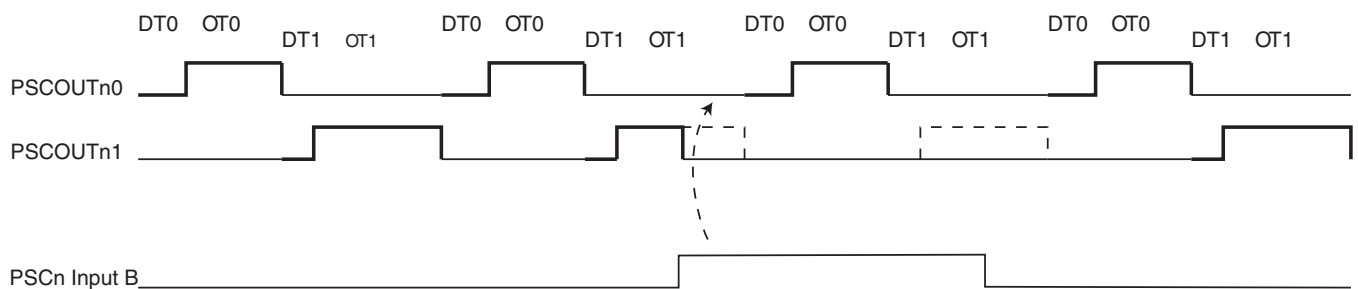 DT0 OT0 DT0 OT0 DT0 OT0 DT0 OT0
DT1 OT1 DT1 OT1 DT1 OT1 DT1 OT1
PSCOUTn0
PSCOUTn1
PSCn Input B